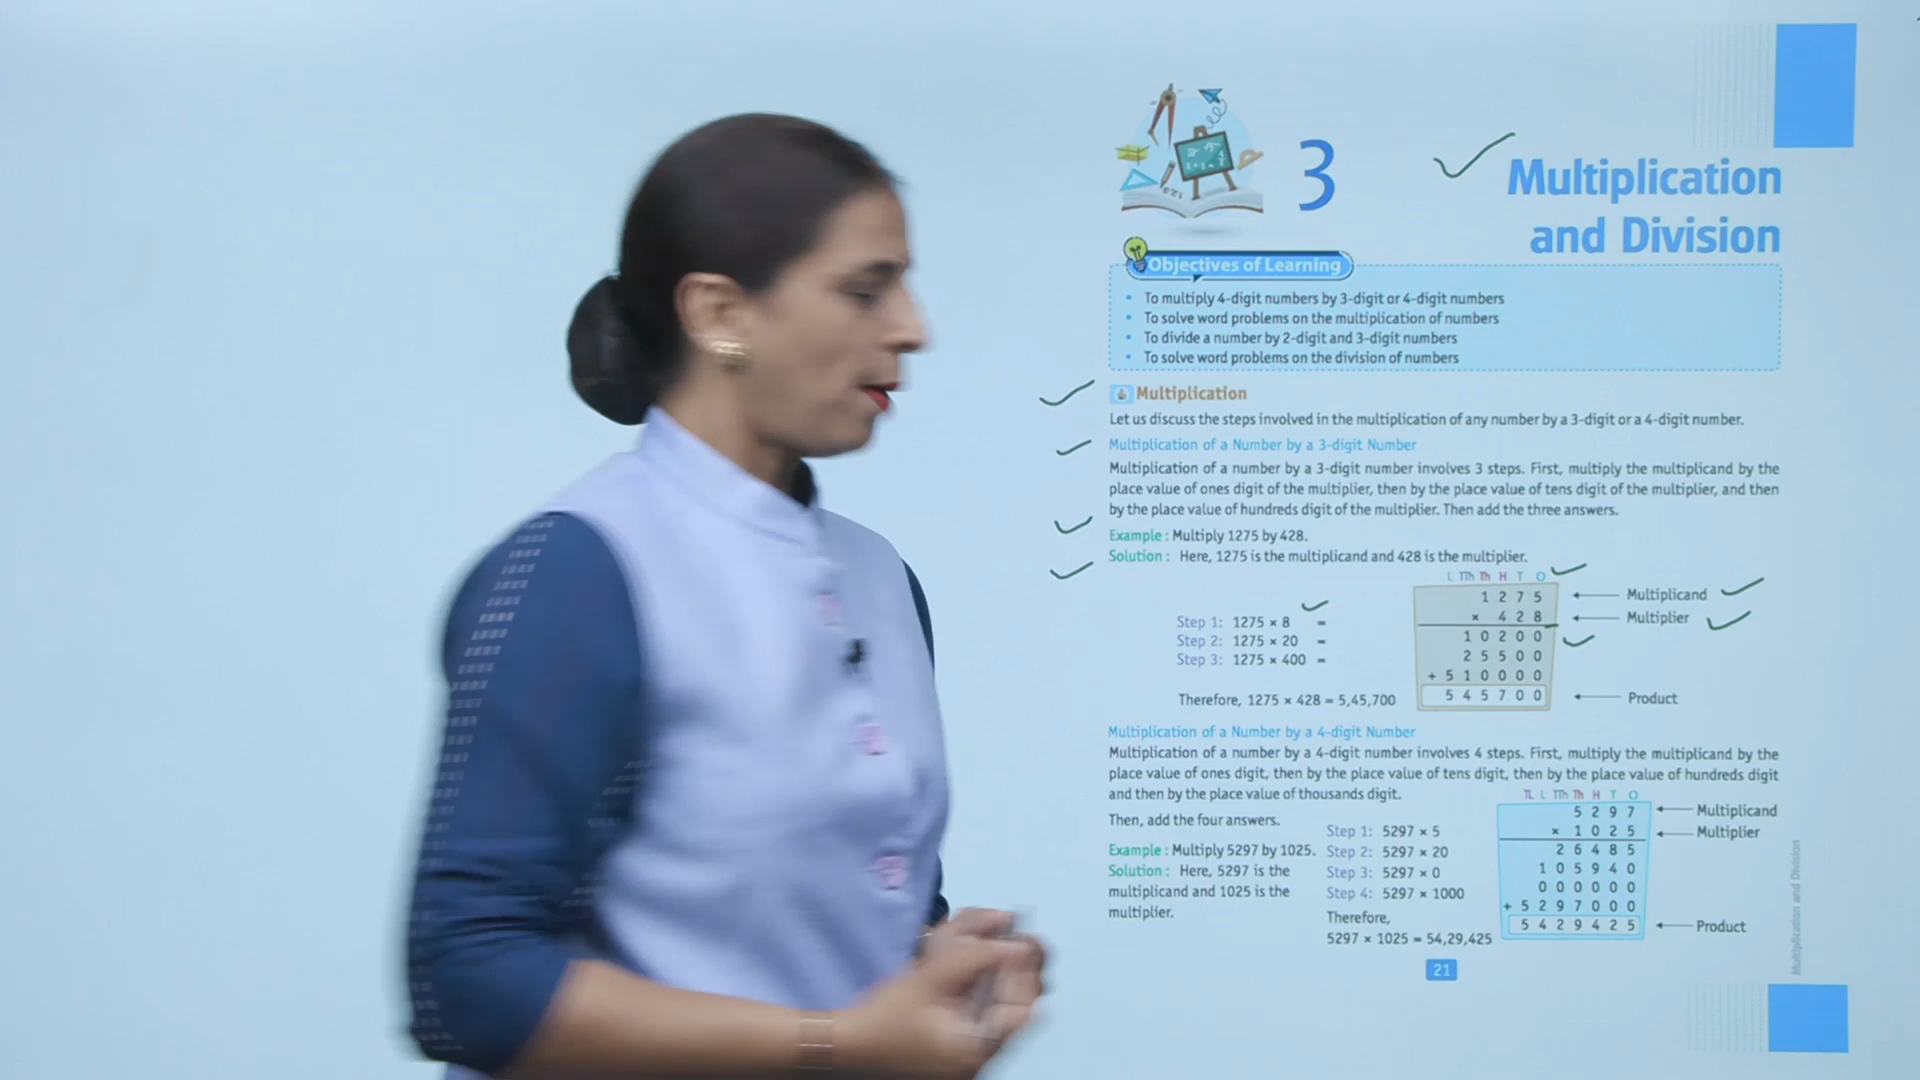 3
Multiplication
and Division
Objectives of Learning
• To multiply 4-digit numbers by 3-digit or 4-digit numbers
• To solve word problems on the multiplication of numbers
• To divide a number by 2-digit and 3-digit numbers
• To solve word problems on the division of numbers
Multiplication
Let us discuss the steps involved in the multiplication of any number by a 3-digit or a 4-digit number.
Multiplication of a Number by a 3-digit Number
Multiplication of a number by a 3-digit number involves 3 steps. First, multiply the multiplicand by the
place value of ones digit of the multiplier, then by the place value of tens digit of the multiplier, and then
by the place value of hundreds digit of the multiplier. Then add the three answers.
Example : Multiply 1275 by 428.
Solution : Here, 1275 is the multiplicand and 428 is the multiplier.
L TTh Th H T O
1 2 7 5 Multiplicand
× 4 2 8 Multiplier
Step 1: 1275 × 8 = 1 0 2 0 0
Step 2: 1275 × 20 = 2 5 5 0 0
Step 3: 1275 × 400 = + 5 1 0 0 0 0
Therefore, 1275 × 428 = 5,45,700 5 4 5 7 0 0 Product
Multiplication of a Number by a 4-digit Number
Multiplication of a number by a 4-digit number involves 4 steps. First, multiply the multiplicand by the
place value of ones digit, then by the place value of tens digit, then by the place value of hundreds digit
and then by the place value of thousands digit.
Then, add the four answers.
Example : Multiply 5297 by 1025.
Solution : Here, 5297 is the
multiplicand and 1025 is the
multiplier.
Step 1: 5297 × 5
Step 2: 5297 × 20
Step 3: 5297 × 0
Step 4: 5297 × 1000
Therefore,
5297 × 1025 = 54,29,425
TL L TTh Th H T O
5 2 9 7 Multiplicand
× 1 0 2 5 Multiplier
2 6 4 8 5
1 0 5 9 4 0
0 0 0 0 0 0
+ 5 2 9 7 0 0 0
5 4 2 9 4 2 5 Product
Multiplication and Division
21